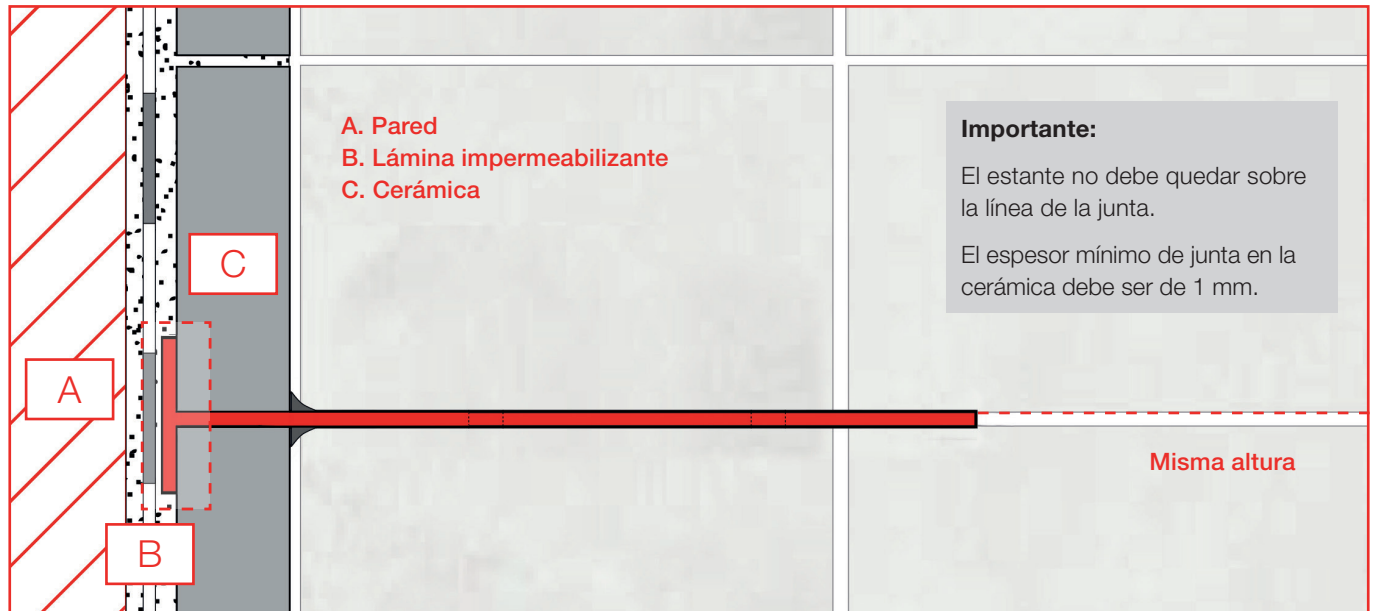 A. Pared
B. Lámina impermeabilizante
C. Cerámica
Importante:
El estante no debe quedar sobre
la línea de la junta.
El espesor mínimo de junta en la
cerámica debe ser de 1 mm.
C
A
Misma altura
B